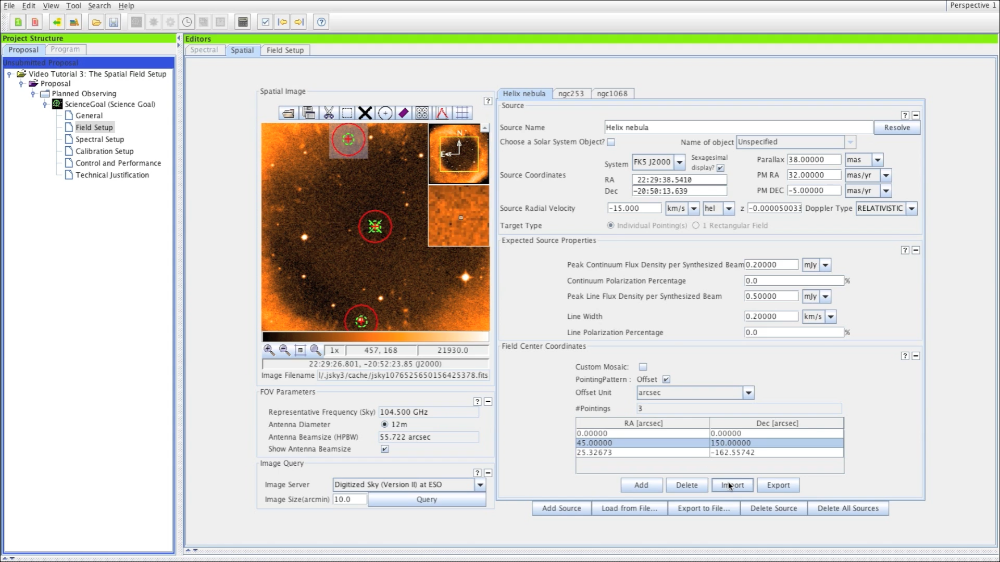 File Edit View Tool Search Help
Perspective 1
Project Structure
Proposal Program
Unsubmitted Proposal
Video Tutorial 3: The Spatial Field Setup
Proposal
Planned Observing
ScienceGoal (Science Goal)
General
Field Setup
Spectral Setup
Calibration Setup
Control and Performance
Technical Justification
Editors
Spectral Spatial Field Setup
Spatial Image
?
N
E
1x 457, 168 21930.0
22:29:26.801, -20:52:23.85 (J2000)
Image Filename l/.jsky3/cache/jsky1076525650156425378.fits
FOV Parameters
?
Representative Frequency (Sky) 104.500 GHz
Antenna Diameter 12m
Antenna Beamsize (HPBW) 55.722 arcsec
Show Antenna Beamsize
Image Query
?
Image Server Digitized Sky (Version II) at ESO
Image Size(arcmin) 10.0 Query
Helix nebula ngc253 ngc1068
Source
?
Source Name Helix nebula Resolve
Choose a Solar System Object? Name of object Unspecified
Source Coordinates
System FK5 J2000 Sexagesimal display?
RA 22:29:38.5410
Dec -20:50:13.639
Parallax 38.00000 mas
PM RA 32.00000 mas/yr
PM DEC -5.00000 mas/yr
Source Radial Velocity -15.000 km/s hel z -0.000050033 Doppler Type RELATIVISTIC
Target Type Individual Pointing(s) 1 Rectangular Field
Expected Source Properties
?
Peak Continuum Flux Density per Synthesized Beam 0.20000 mJy
Continuum Polarization Percentage 0.0 %
Peak Line Flux Density per Synthesized Beam 0.50000 mJy
Line Width 0.20000 km/s
Line Polarization Percentage 0.0 %
Field Center Coordinates
?
Custom Mosaic:
PointingPattern : Offset
Offset Unit arcsec
#Pointings 3
RA [arcsec] Dec [arcsec]
0.00000 0.00000
45.00000 150.00000
25.32673 -162.55742
Add Delete Import Export
Add Source Load from File... Export to File... Delete Source Delete All Sources